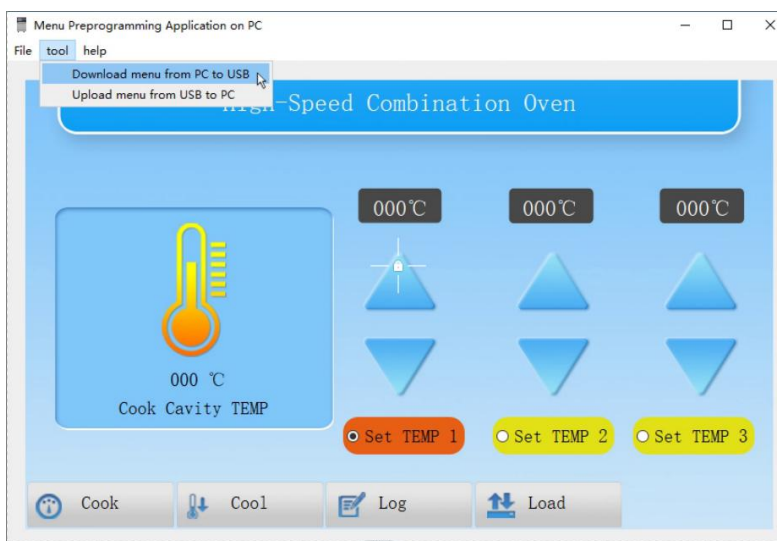 Menu Preprogramming Application on PC
File tool help
Download menu from PC to USB
Upload menu from USB to PC
High-Speed Combination Oven
000℃ 000℃ 000℃
000 ℃
Cook Cavity TEMP
Set TEMP 1 Set TEMP 2 Set TEMP 3
Cook Cool Log Load